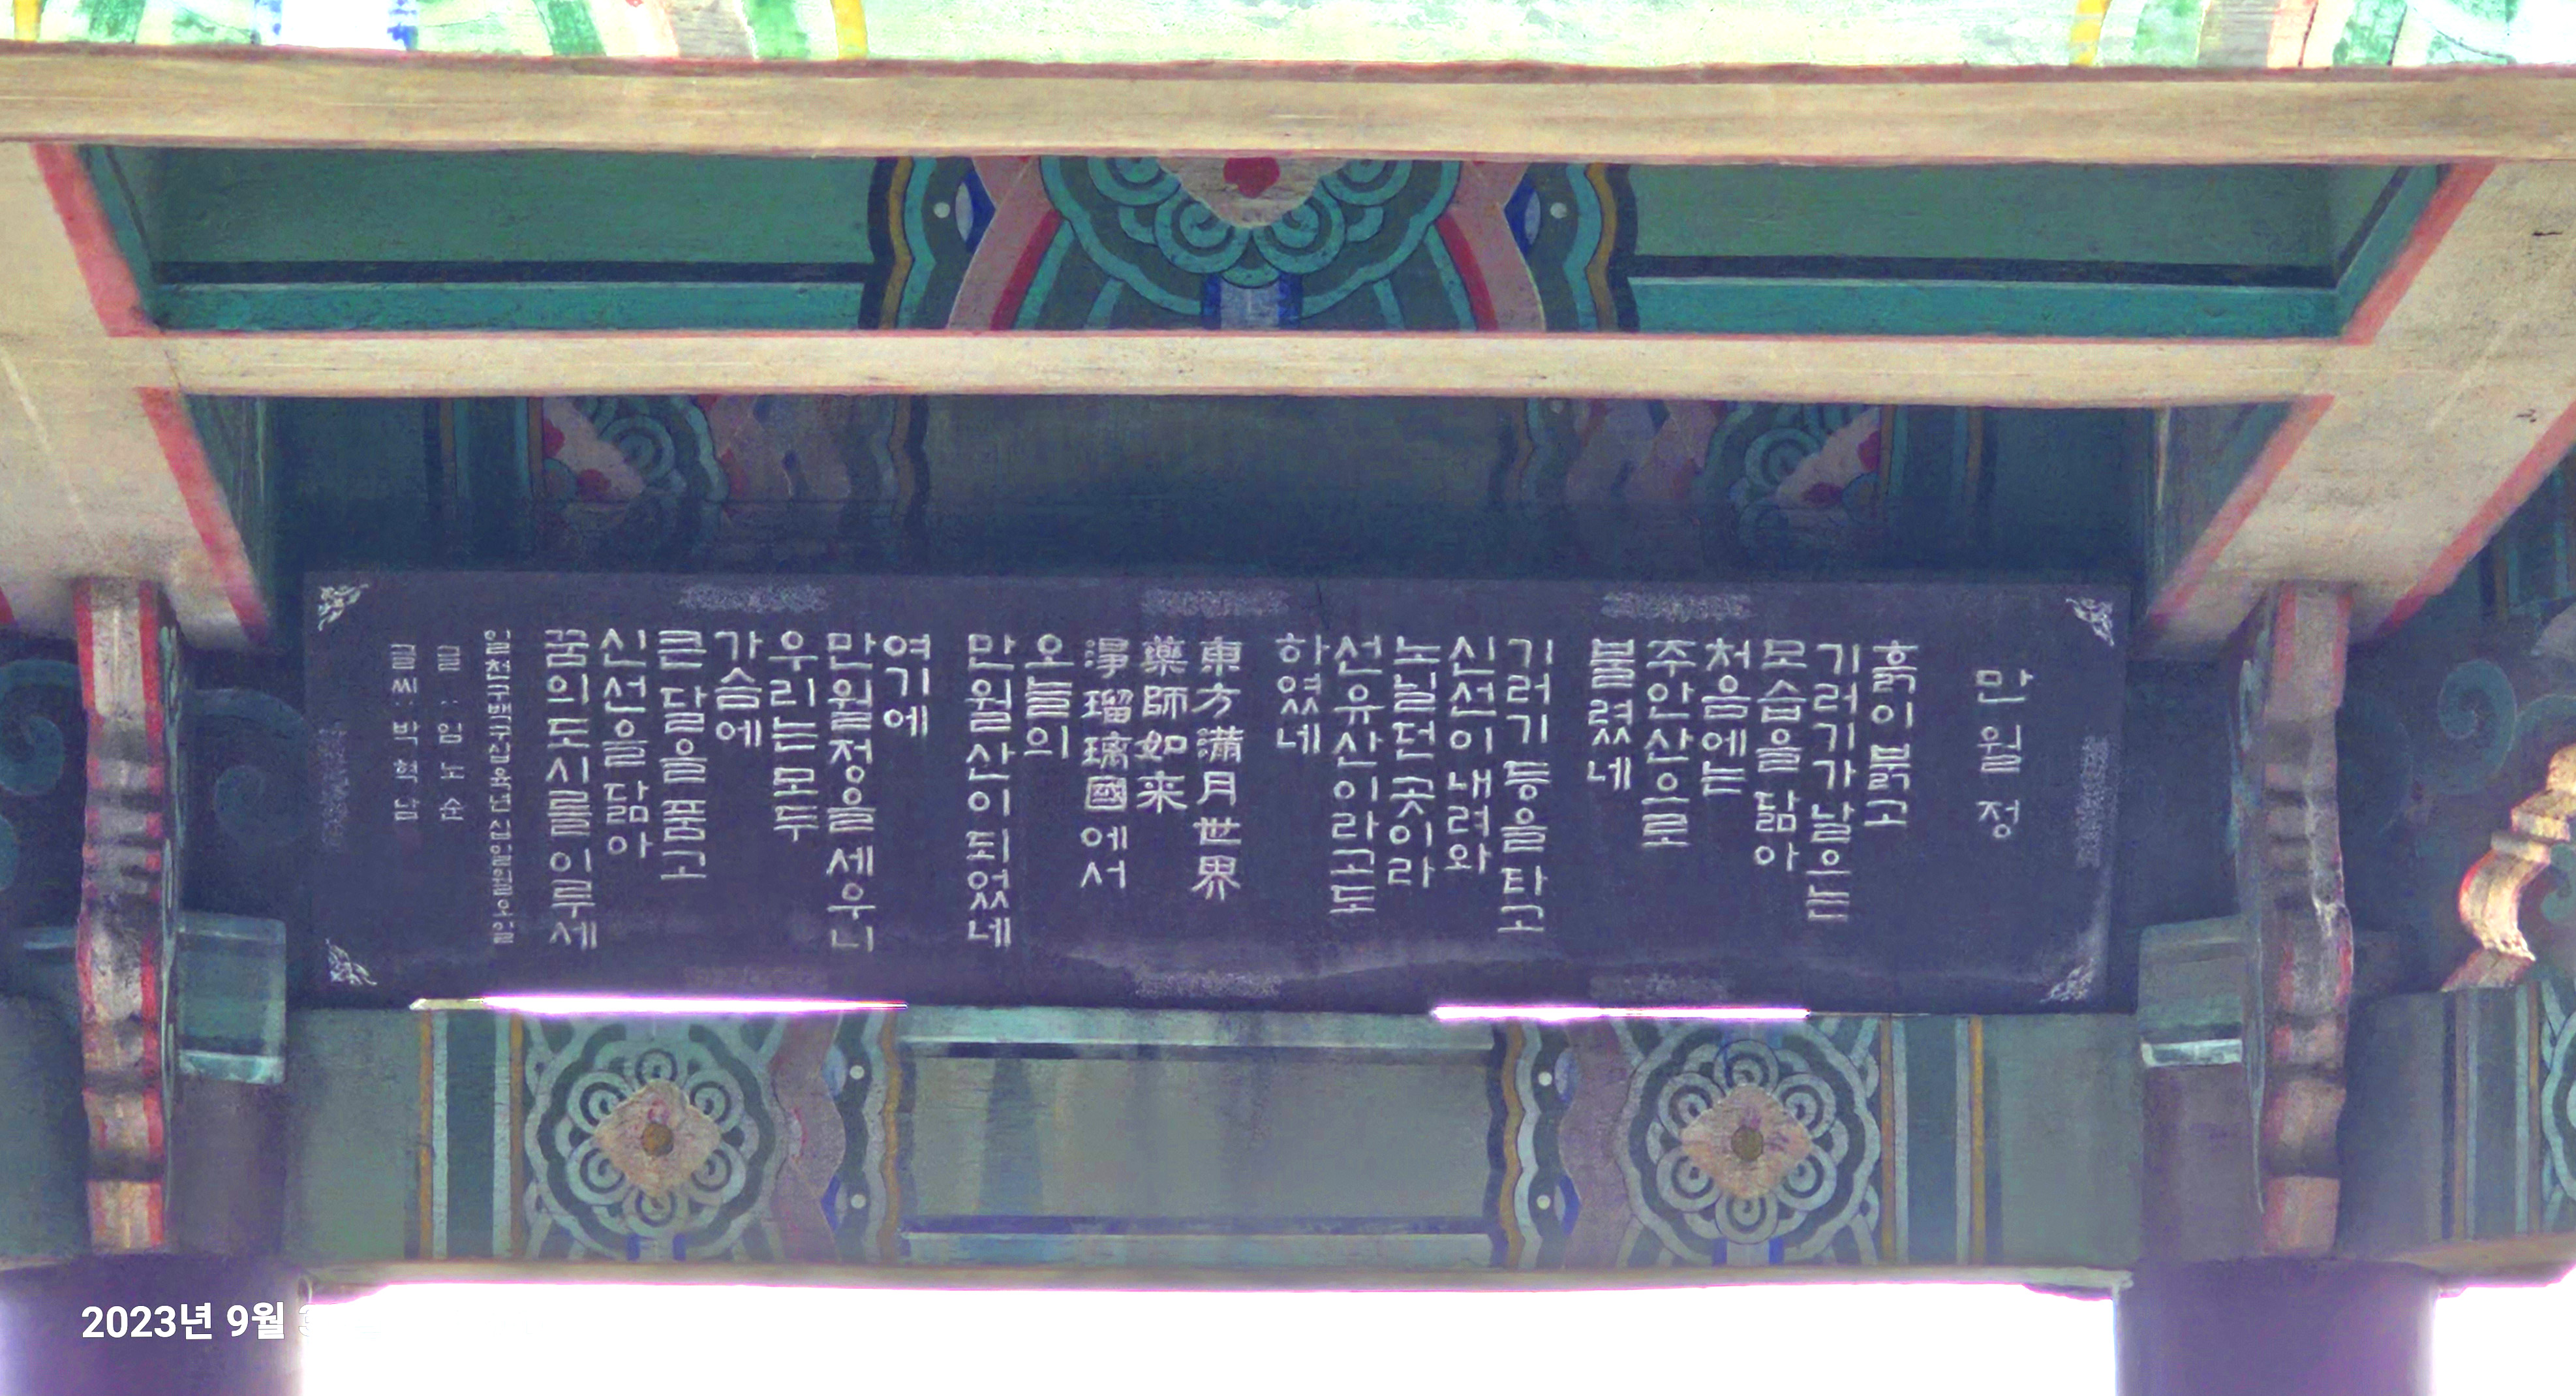 만월정
흙이 붉고
기러기가 날으는
모습을 닮아
처음에는
주안산으로
불렸네
기러기 등을 타고
신선이 내려와
노닐던 곳이라
선유산이라고도
하였네
東方滿月世界
藥師如来
淨瑠璃國에서
오늘의
만월산이 되었네
여기에
만월정을 세우니
우리는 모두
가슴에
큰 달을 품고
신선을 닮아
꿈의 도시를 이루세
일천구백구십육년십일월오일
글 : 임노순
글씨 : 박혁남
2023년 9월